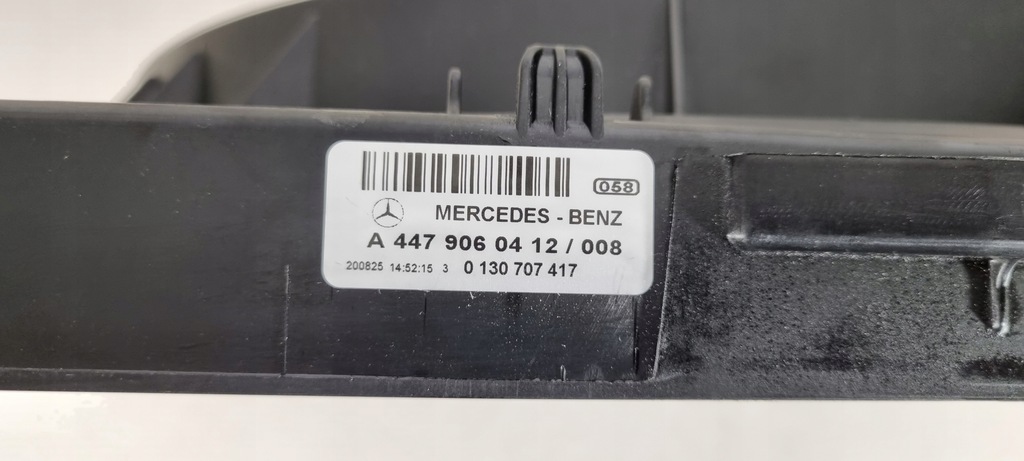 058
MERCEDES - BENZ
A 447 906 04 12 / 008
200825 14:52:15 3 0 130 707 417